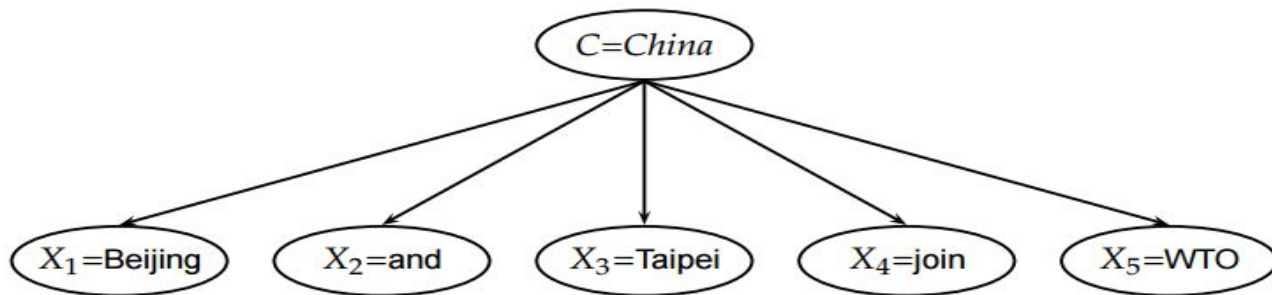 C=China
X₁=Beijing X₂=and X₃=Taipei X₄=join X₅=WTO